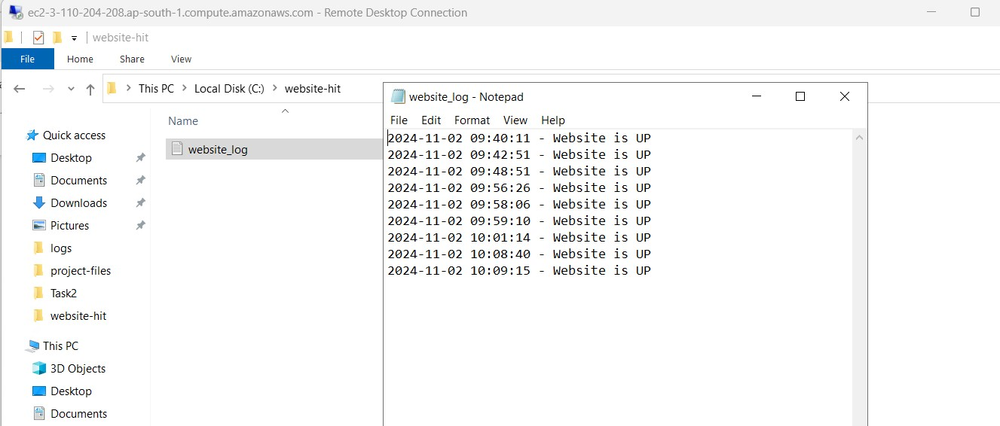 ec2-3-110-204-208.ap-south-1.compute.amazonaws.com - Remote Desktop Connection
website-hit
File Home Share View
This PC Local Disk (C:) website-hit
Name
website_log
Quick access
Desktop
Documents
Downloads
Pictures
logs
project-files
Task2
website-hit
This PC
3D Objects
Desktop
Documents
website_log - Notepad
File Edit Format View Help
2024-11-02 09:40:11 - Website is UP
2024-11-02 09:42:51 - Website is UP
2024-11-02 09:48:51 - Website is UP
2024-11-02 09:56:26 - Website is UP
2024-11-02 09:58:06 - Website is UP
2024-11-02 09:59:10 - Website is UP
2024-11-02 10:01:14 - Website is UP
2024-11-02 10:08:40 - Website is UP
2024-11-02 10:09:15 - Website is UP